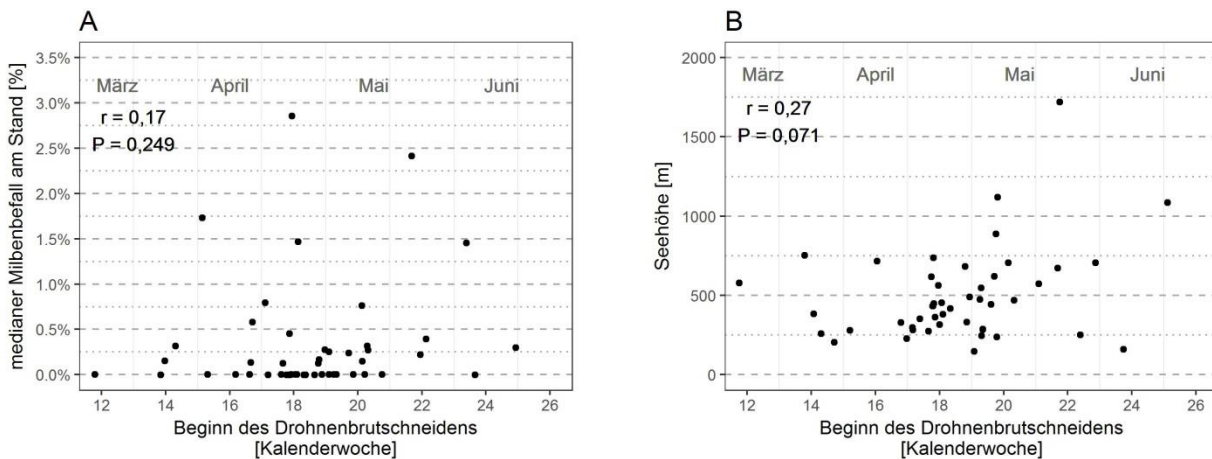 A
medianer Milbenbefall am Stand [%]
3.5%
3.0%
2.5%
2.0%
1.5%
1.0%
0.5%
0.0%
März April Mai Juni
r = 0,17
P = 0,249
12 14 16 18 20 22 24 26
Beginn des Drohnenbrutschneidens
[Kalenderwoche]
B
Seehöhe [m]
2000
1500
1000
500
0
März April Mai Juni
r = 0,27
P = 0,071
12 14 16 18 20 22 24 26
Beginn des Drohnenbrutschneidens
[Kalenderwoche]